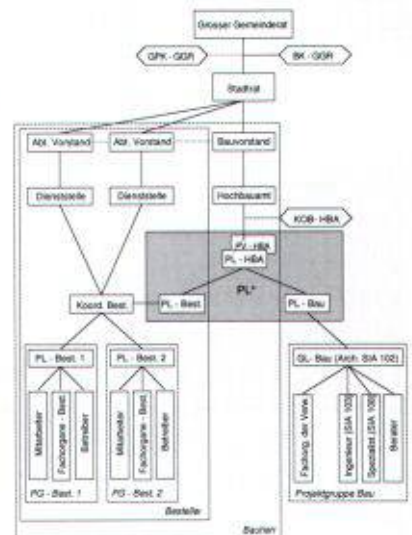 Grosser Gemeinderat
GPK - GGR
BK - GGR
Stadtrat
Abt. Vorstand
Abt. Vorstand
Bauvorstand
Dienststelle
Dienststelle
Hochbauamt
KOB - HBA
PV - HBA
PL - HBA
PL*
Koord. Best.
PL - Best.
PL - Bau
PL - Best. 1
PL - Best. 2
GL - Bau (Arch. SIA 102)
Mitarbeiter
Fachorgane - Best.
Betreiber
Mitarbeiter
Fachorgane - Best.
Betreiber
Fachorg. der Verw.
Ingenieur (SIA 103)
Spezialist (SIA 108)
Berater
PG - Best. 1
PG - Best. 2
Projektgruppe Bau
Besteller
Bauherr